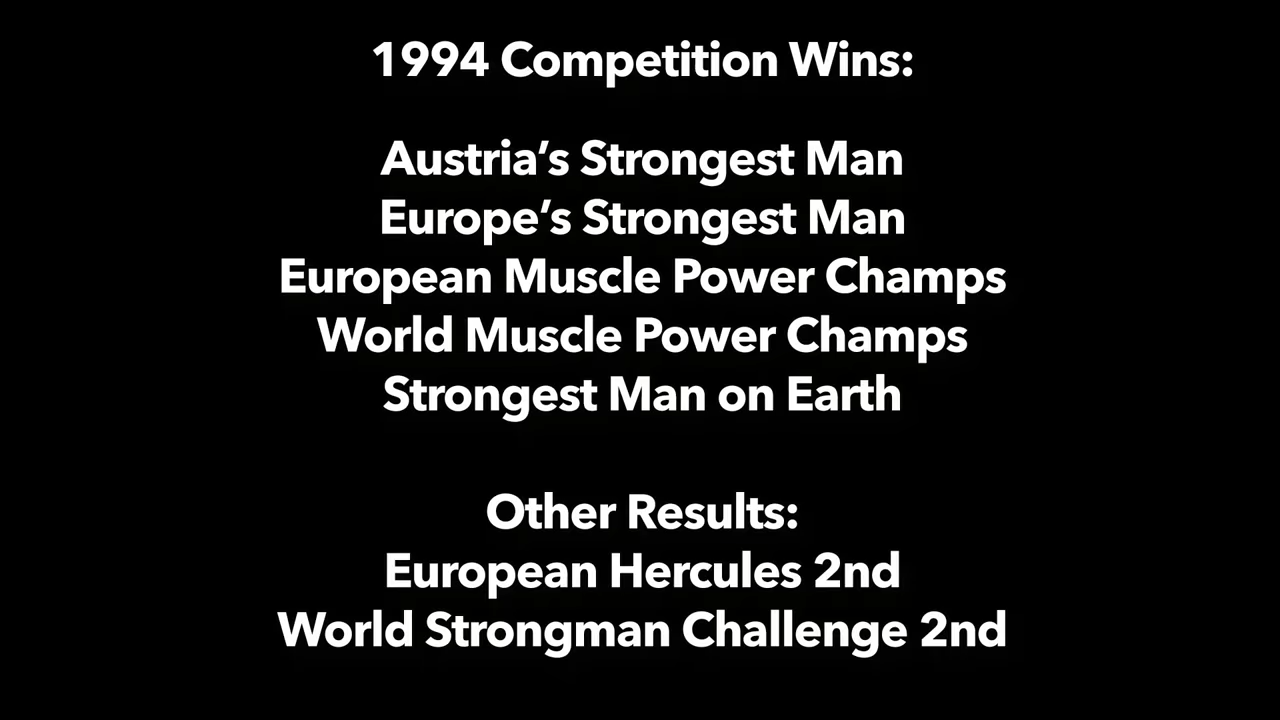 1994 Competition Wins:
Austria’s Strongest Man
Europe’s Strongest Man
European Muscle Power Champs
World Muscle Power Champs
Strongest Man on Earth
Other Results:
European Hercules 2nd
World Strongman Challenge 2nd